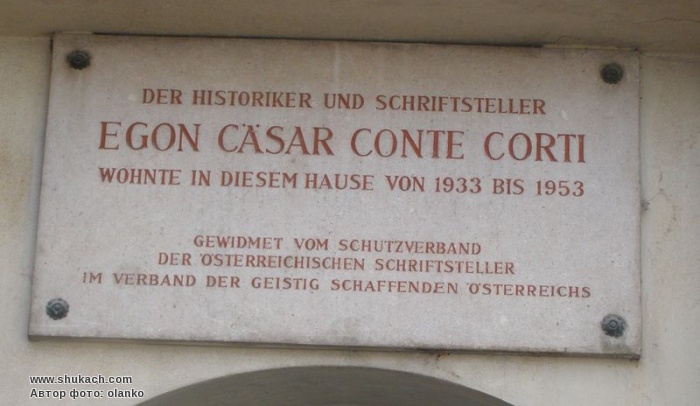 DER HISTORIKER UND SCHRIFTSTELLER
EGON CÄSAR CONTE CORTI
WOHNTE IN DIESEM HAUSE VON 1933 BIS 1953
GEWIDMET VOM SCHUTZVERBAND
DER ÖSTERREICHISCHEN SCHRIFTSTELLER
IM VERBAND DER GEISTIG SCHAFFENDEN ÖSTERREICHS
www.shukach.com
Автор фото: olanko